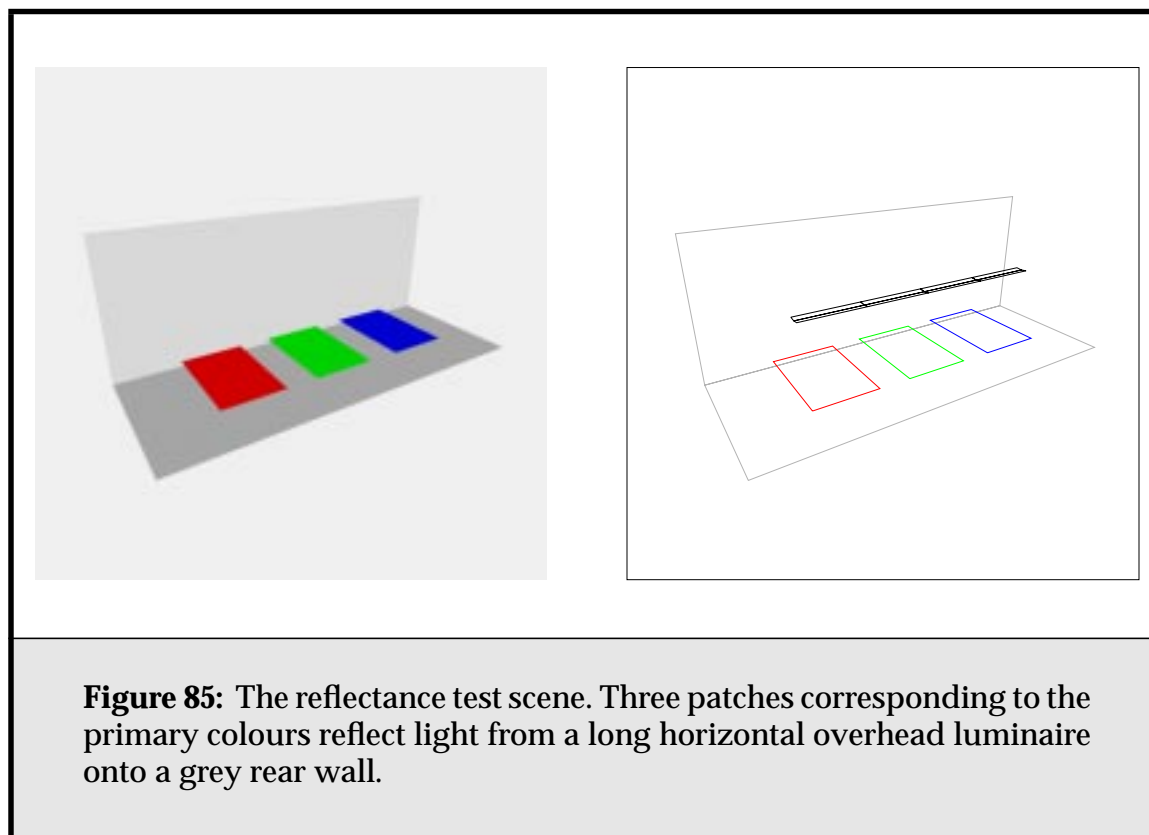 Figure 85: The reflectance test scene. Three patches corresponding to the
primary colours reflect light from a long horizontal overhead luminaire
onto a grey rear wall.